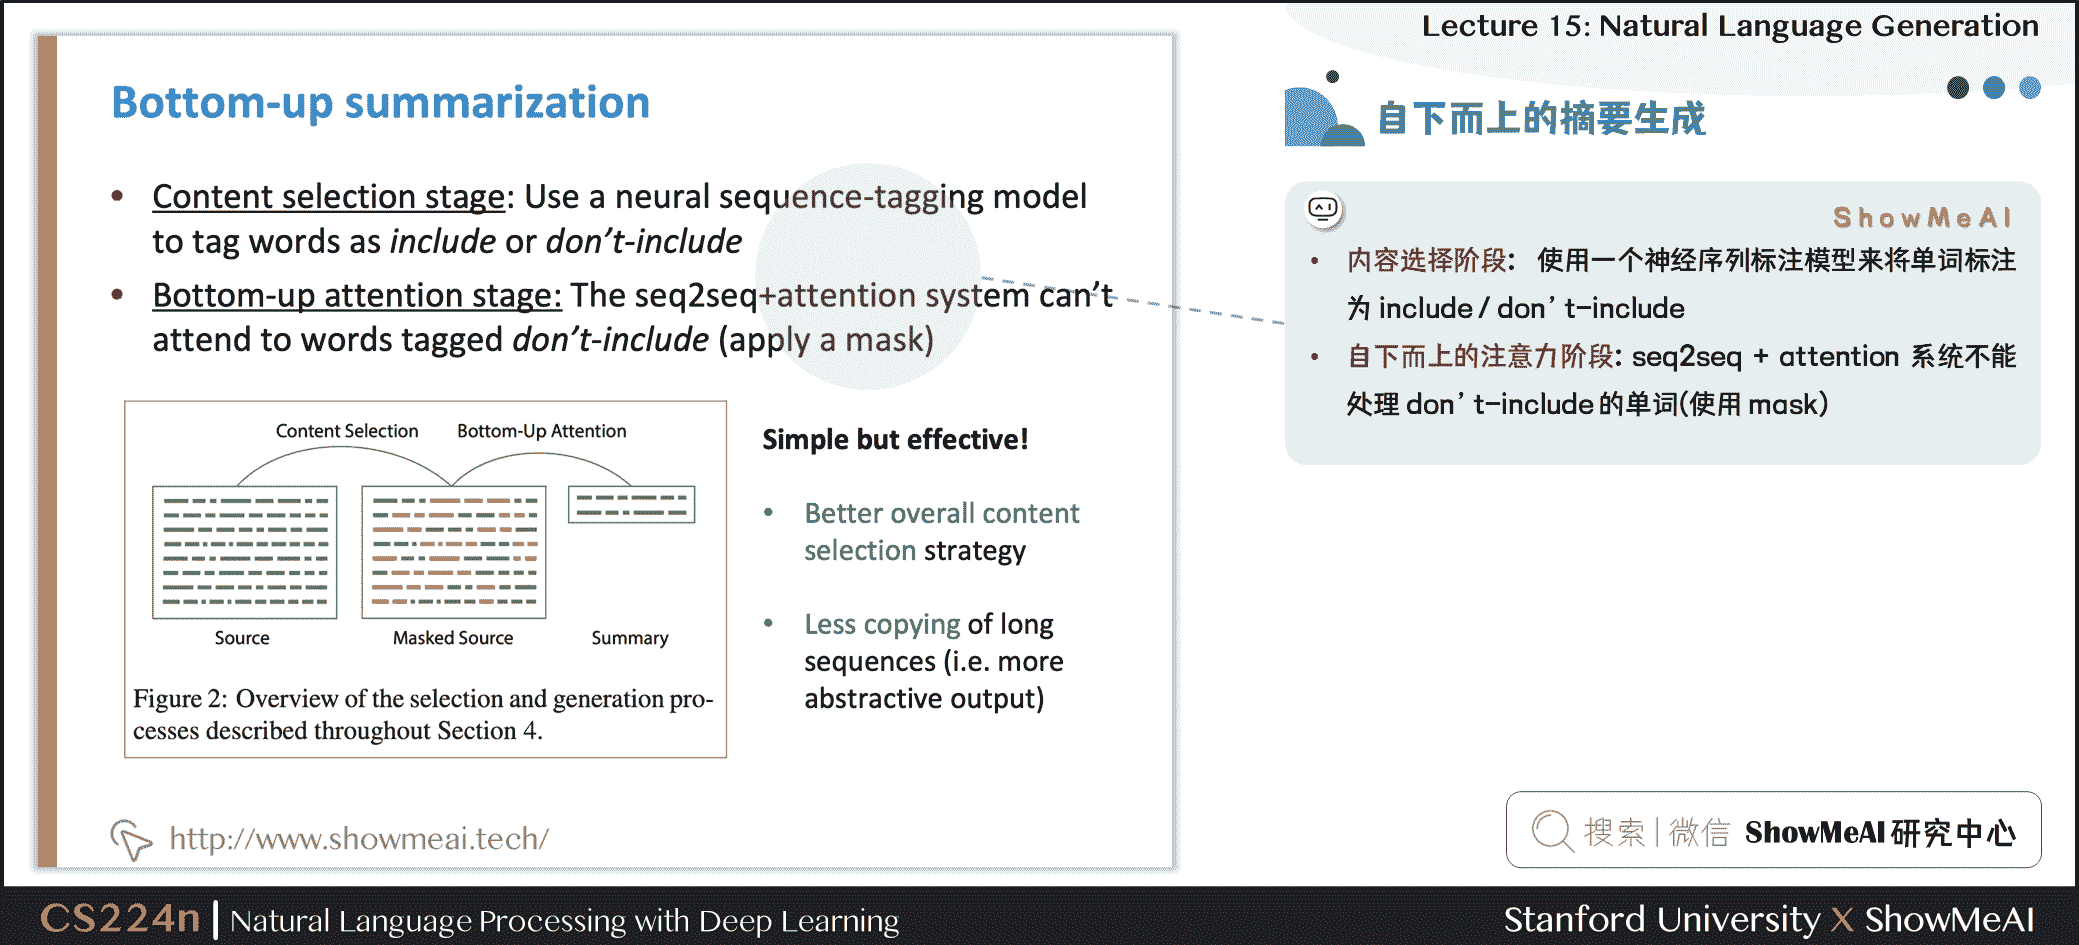 Lecture 15: Natural Language Generation
Bottom-up summarization
• Content selection stage: Use a neural sequence-tagging model
to tag words as include or don’t-include
• Bottom-up attention stage: The seq2seq+attention system can’t
attend to words tagged don’t-include (apply a mask)
Content Selection Bottom-Up Attention
Source Masked Source Summary
Figure 2: Overview of the selection and generation pro-
cesses described throughout Section 4.
Simple but effective!
• Better overall content
selection strategy
• Less copying of long
sequences (i.e. more
abstractive output)
http://www.showmeai.tech/
自下而上的摘要生成
ShowMeAI
• 内容选择阶段： 使用一个神经序列标注模型来将单词标注
为 include / don’t-include
• 自下而上的注意力阶段: seq2seq + attention 系统不能
处理 don’t-include 的单词(使用 mask)
搜索 | 微信 ShowMeAI 研究中心
CS224n | Natural Language Processing with Deep Learning
Stanford University X ShowMeAI